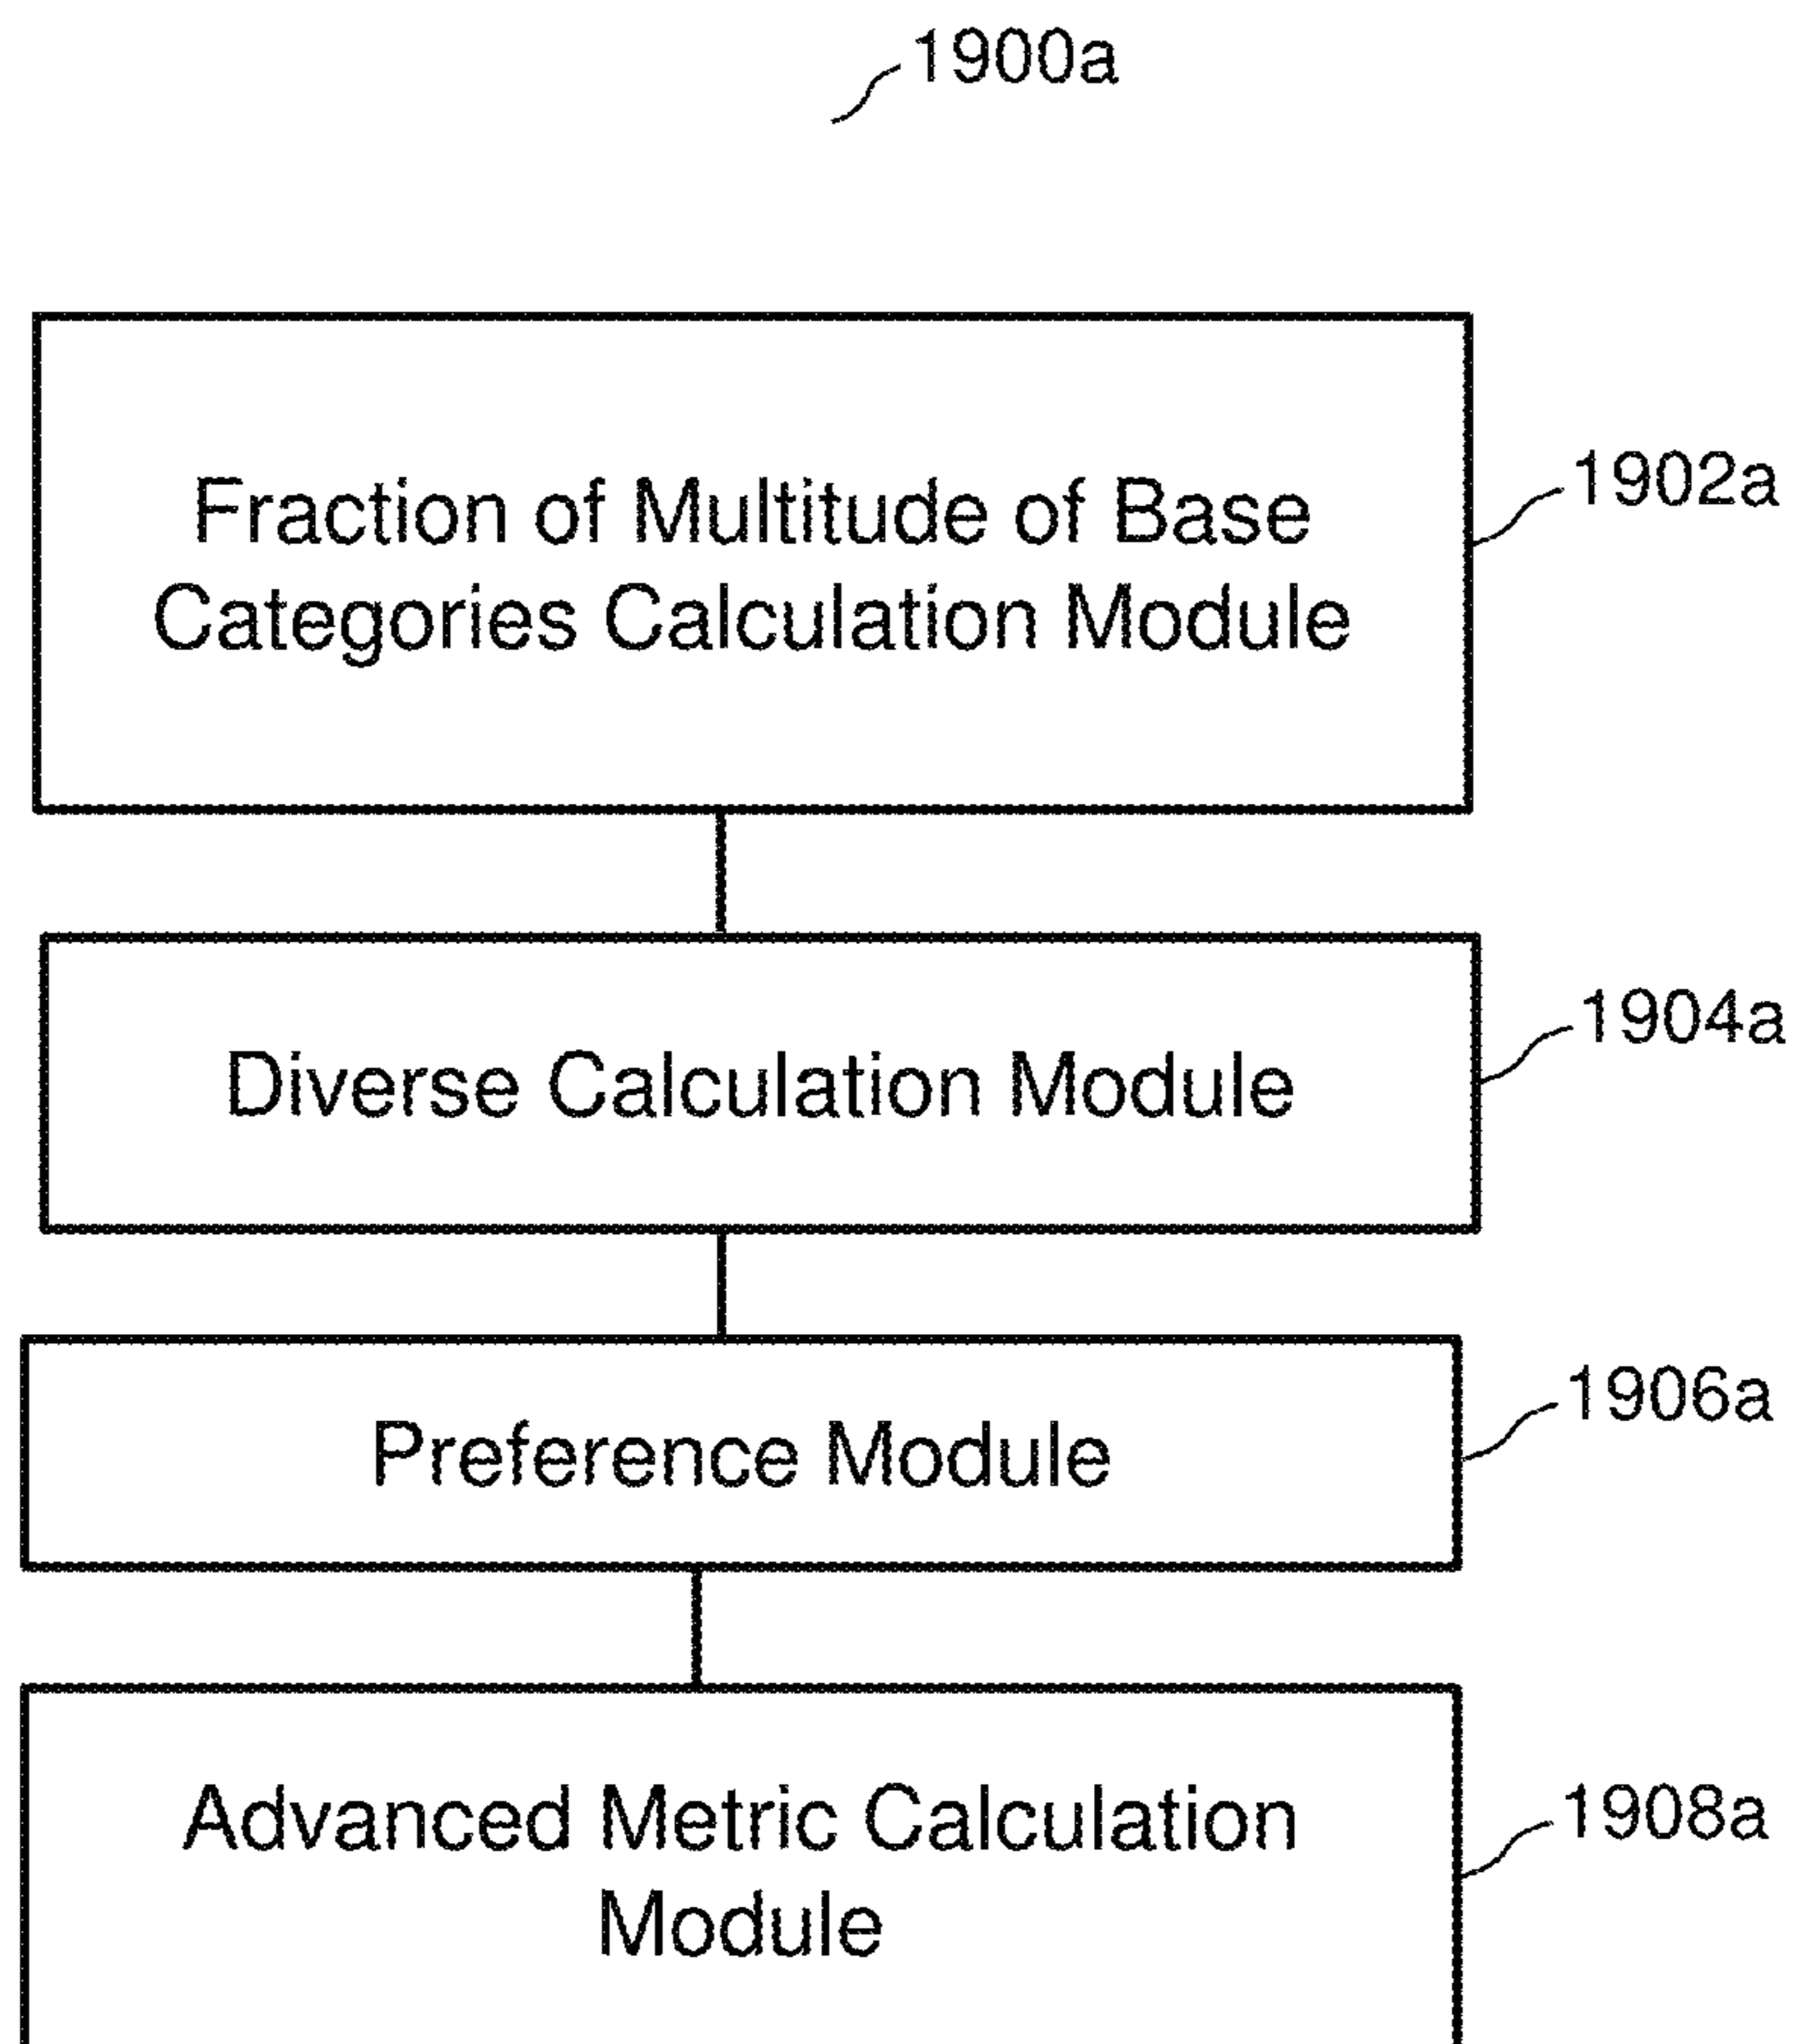 1900a
Fraction of Multitude of Base
Categories Calculation Module
1902a
Diverse Calculation Module
1904a
Preference Module
1906a
Advanced Metric Calculation
Module
1908a